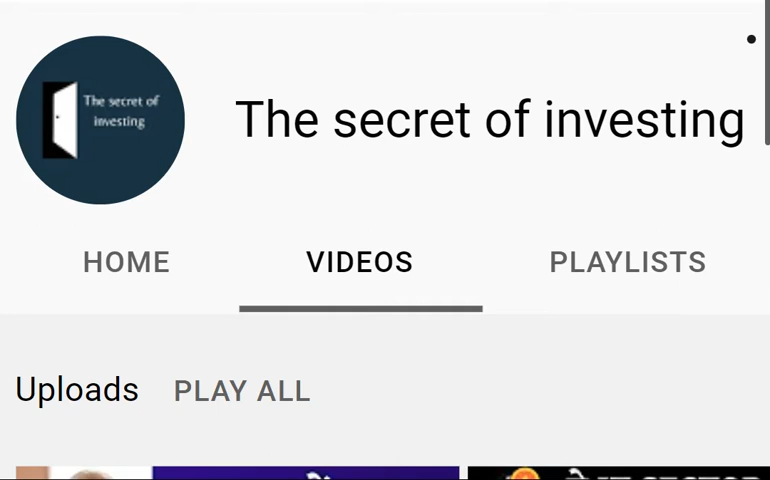 The secret of
investing
The secret of investing
HOME
VIDEOS
PLAYLISTS
Uploads
PLAY ALL